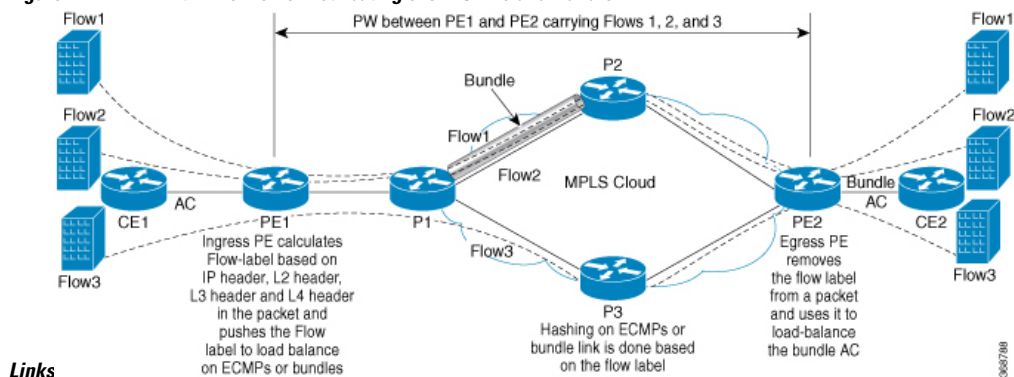 Flow1
PW between PE1 and PE2 carrying Flows 1, 2, and 3
Flow1
P2
Bundle
Flow2
Flow1
Flow2
Flow2
MPLS Cloud
Bundle
AC
AC
CE1
PE1
P1
PE2
CE2
Flow3
Flow3
Flow3
Ingress PE calculates
Flow-label based on
IP header, L2 header,
L3 header and L4 header
in the packet and
pushes the Flow
label to load balance
on ECMPs or bundles
P3
Hashing on ECMPs or
bundle link is done based
on the flow label
Egress PE
removes
the flow label
from a packet
and uses it to
load-balance
the bundle AC
368788
Links